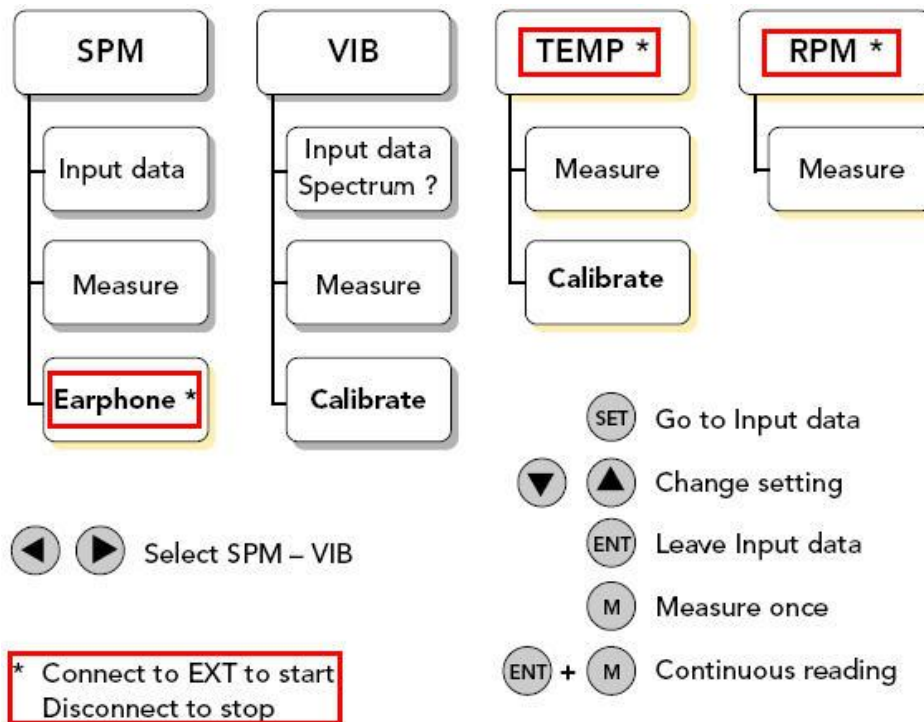 SPM
Input data
Measure
Earphone *
VIB
Input data
Spectrum ?
Measure
Calibrate
TEMP *
Measure
Calibrate
RPM *
Measure
Select SPM – VIB
* Connect to EXT to start
Disconnect to stop
SET Go to Input data
Change setting
ENT Leave Input data
M Measure once
ENT + M Continuous reading